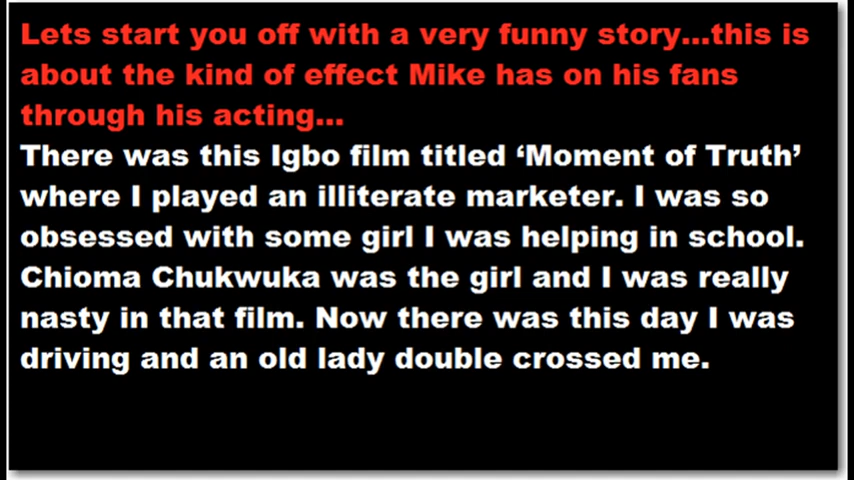 Lets start you off with a very funny story...this is
about the kind of effect Mike has on his fans
through his acting...
There was this Igbo film titled ‘Moment of Truth’
where I played an illiterate marketer. I was so
obsessed with some girl I was helping in school.
Chioma Chukwuka was the girl and I was really
nasty in that film. Now there was this day I was
driving and an old lady double crossed me.